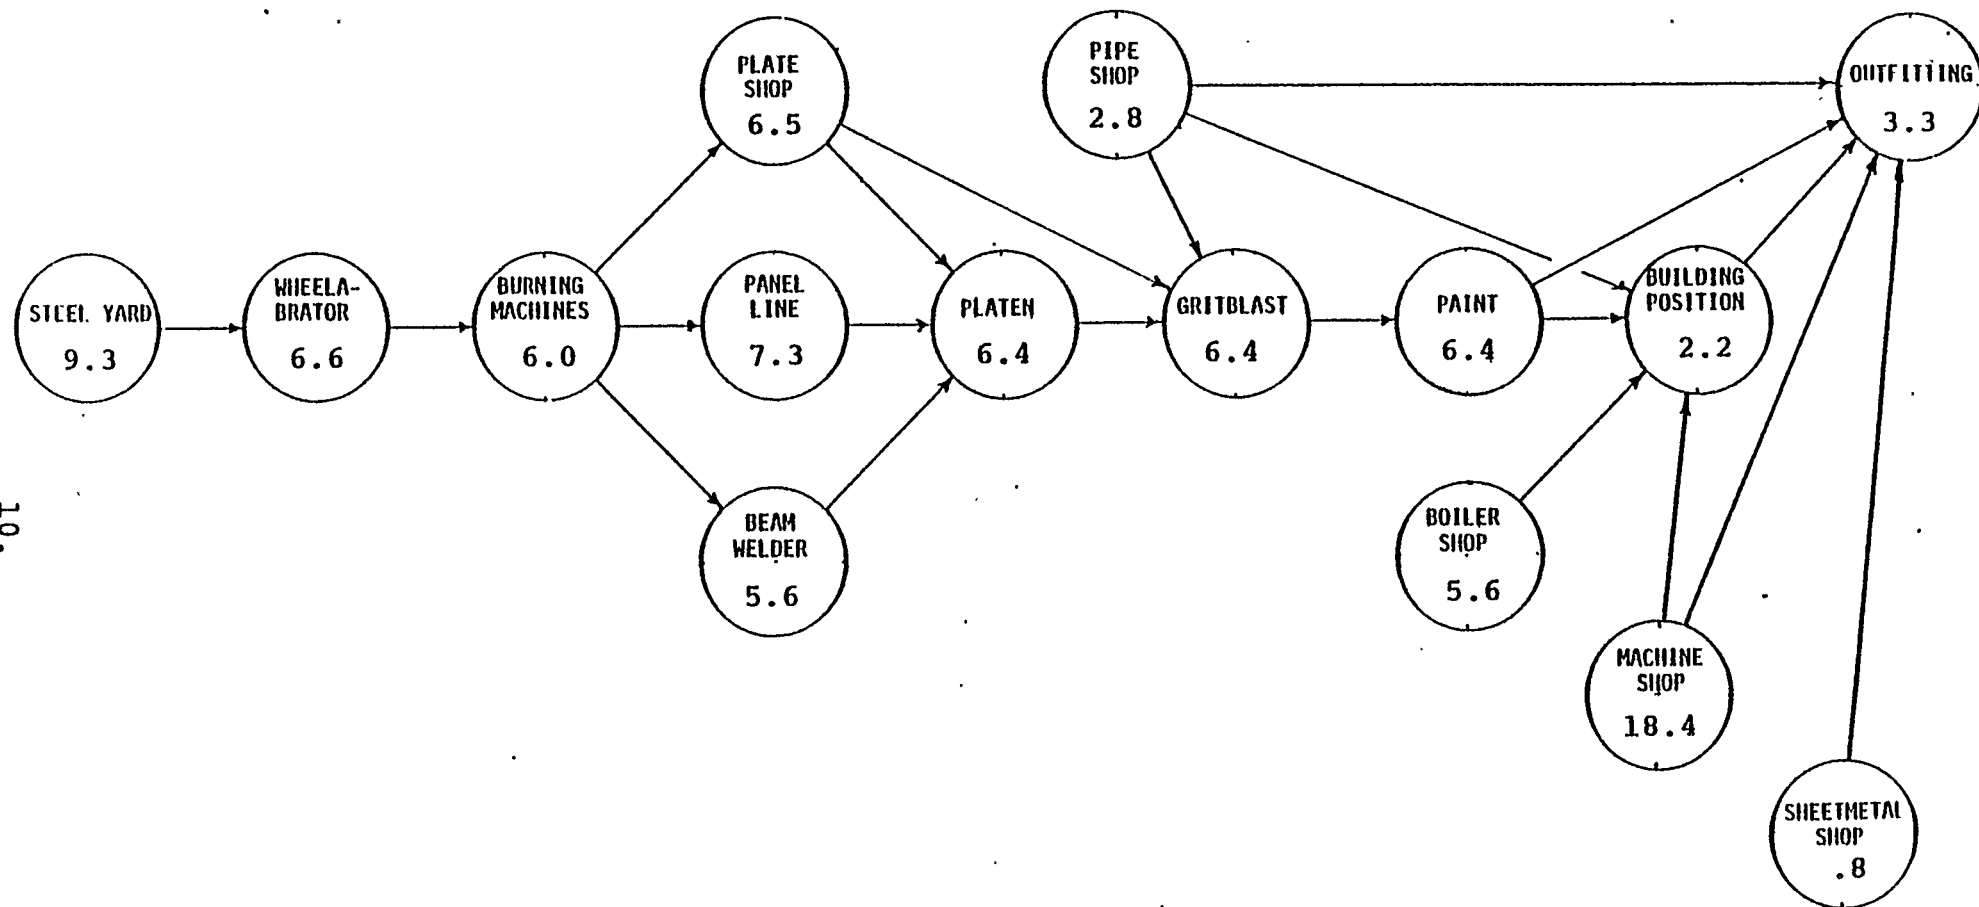 PLATE
SHOP
6.5
PIPE
SHOP
2.8
OUTFITTING
3.3
STEEL YARD
9.3
WHEELA-
BRATOR
6.6
BURNING
MACHINES
6.0
PANEL
LINE
7.3
PLATEN
6.4
GRITBLAST
6.4
PAINT
6.4
BUILDING
POSITION
2.2
BEAM
WELDER
5.6
BOILER
SHOP
5.6
MACHINE
SHOP
18.4
SHEETMETAL
SHOP
.8
10.